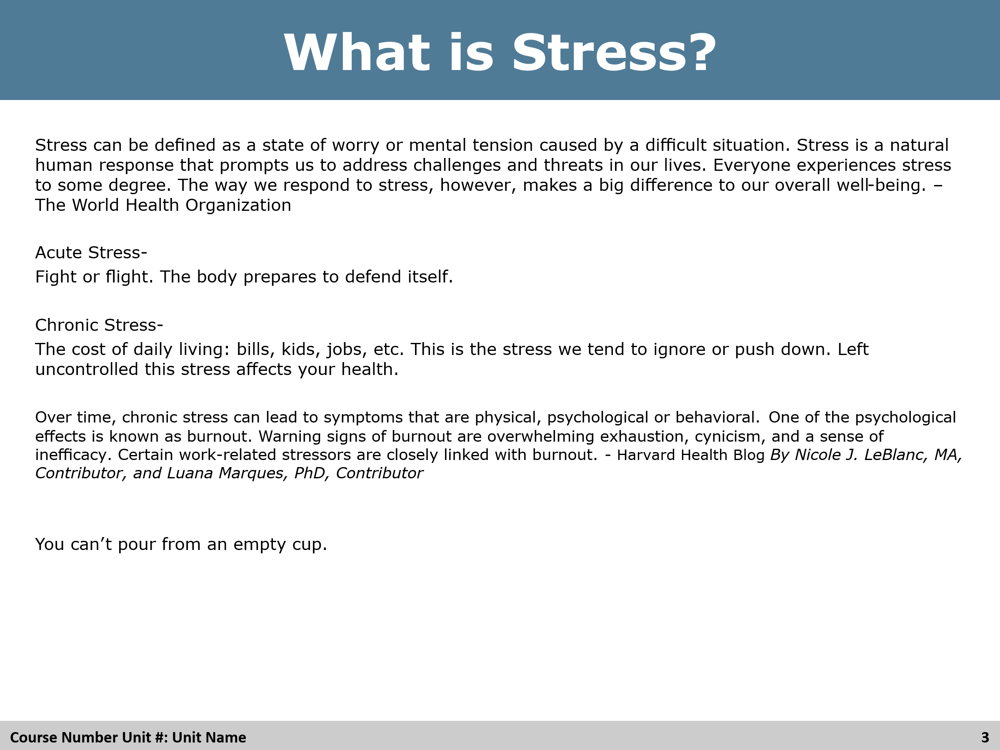 What is Stress?
Stress can be defined as a state of worry or mental tension caused by a difficult situation. Stress is a natural
human response that prompts us to address challenges and threats in our lives. Everyone experiences stress
to some degree. The way we respond to stress, however, makes a big difference to our overall well-being. –
The World Health Organization
Acute Stress-
Fight or flight. The body prepares to defend itself.
Chronic Stress-
The cost of daily living: bills, kids, jobs, etc. This is the stress we tend to ignore or push down. Left
uncontrolled this stress affects your health.
Over time, chronic stress can lead to symptoms that are physical, psychological or behavioral. One of the psychological
effects is known as burnout. Warning signs of burnout are overwhelming exhaustion, cynicism, and a sense of
inefficacy. Certain work-related stressors are closely linked with burnout. - Harvard Health Blog By Nicole J. LeBlanc, MA,
Contributor, and Luana Marques, PhD, Contributor
You can’t pour from an empty cup.
Course Number Unit #: Unit Name
3